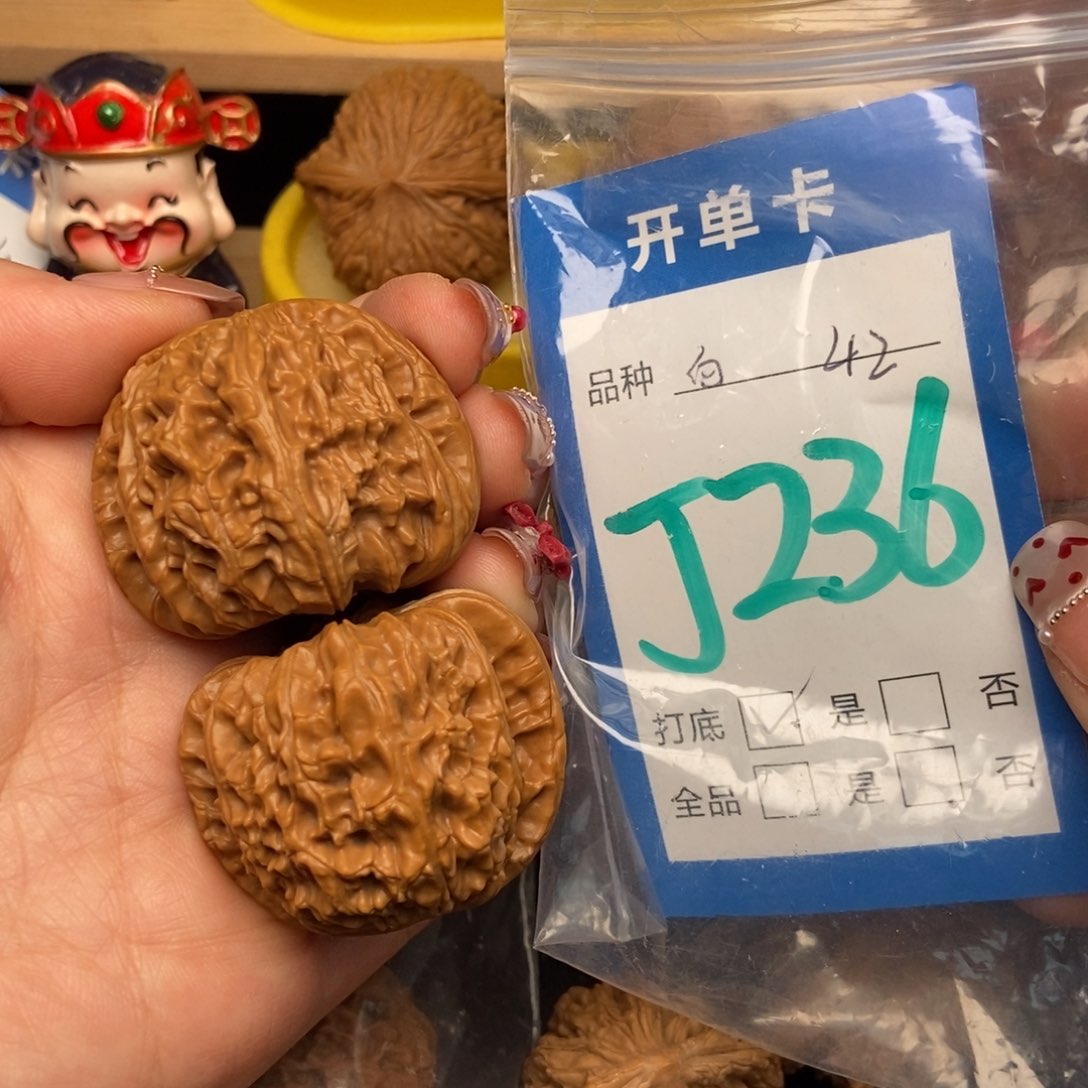 开单卡
品种 白 42
J236
打底 是 否
全品 是 否